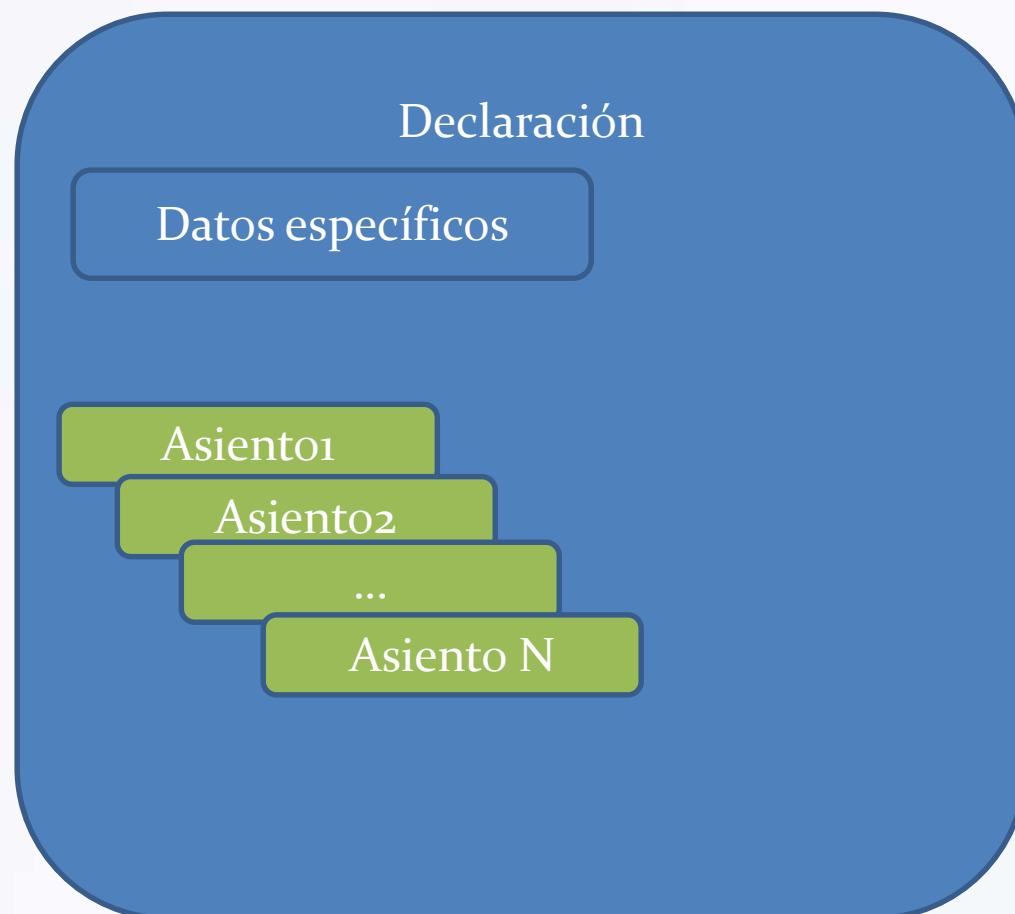 Declaración
Datos específicos
Asiento1
Asiento2
...
Asiento N